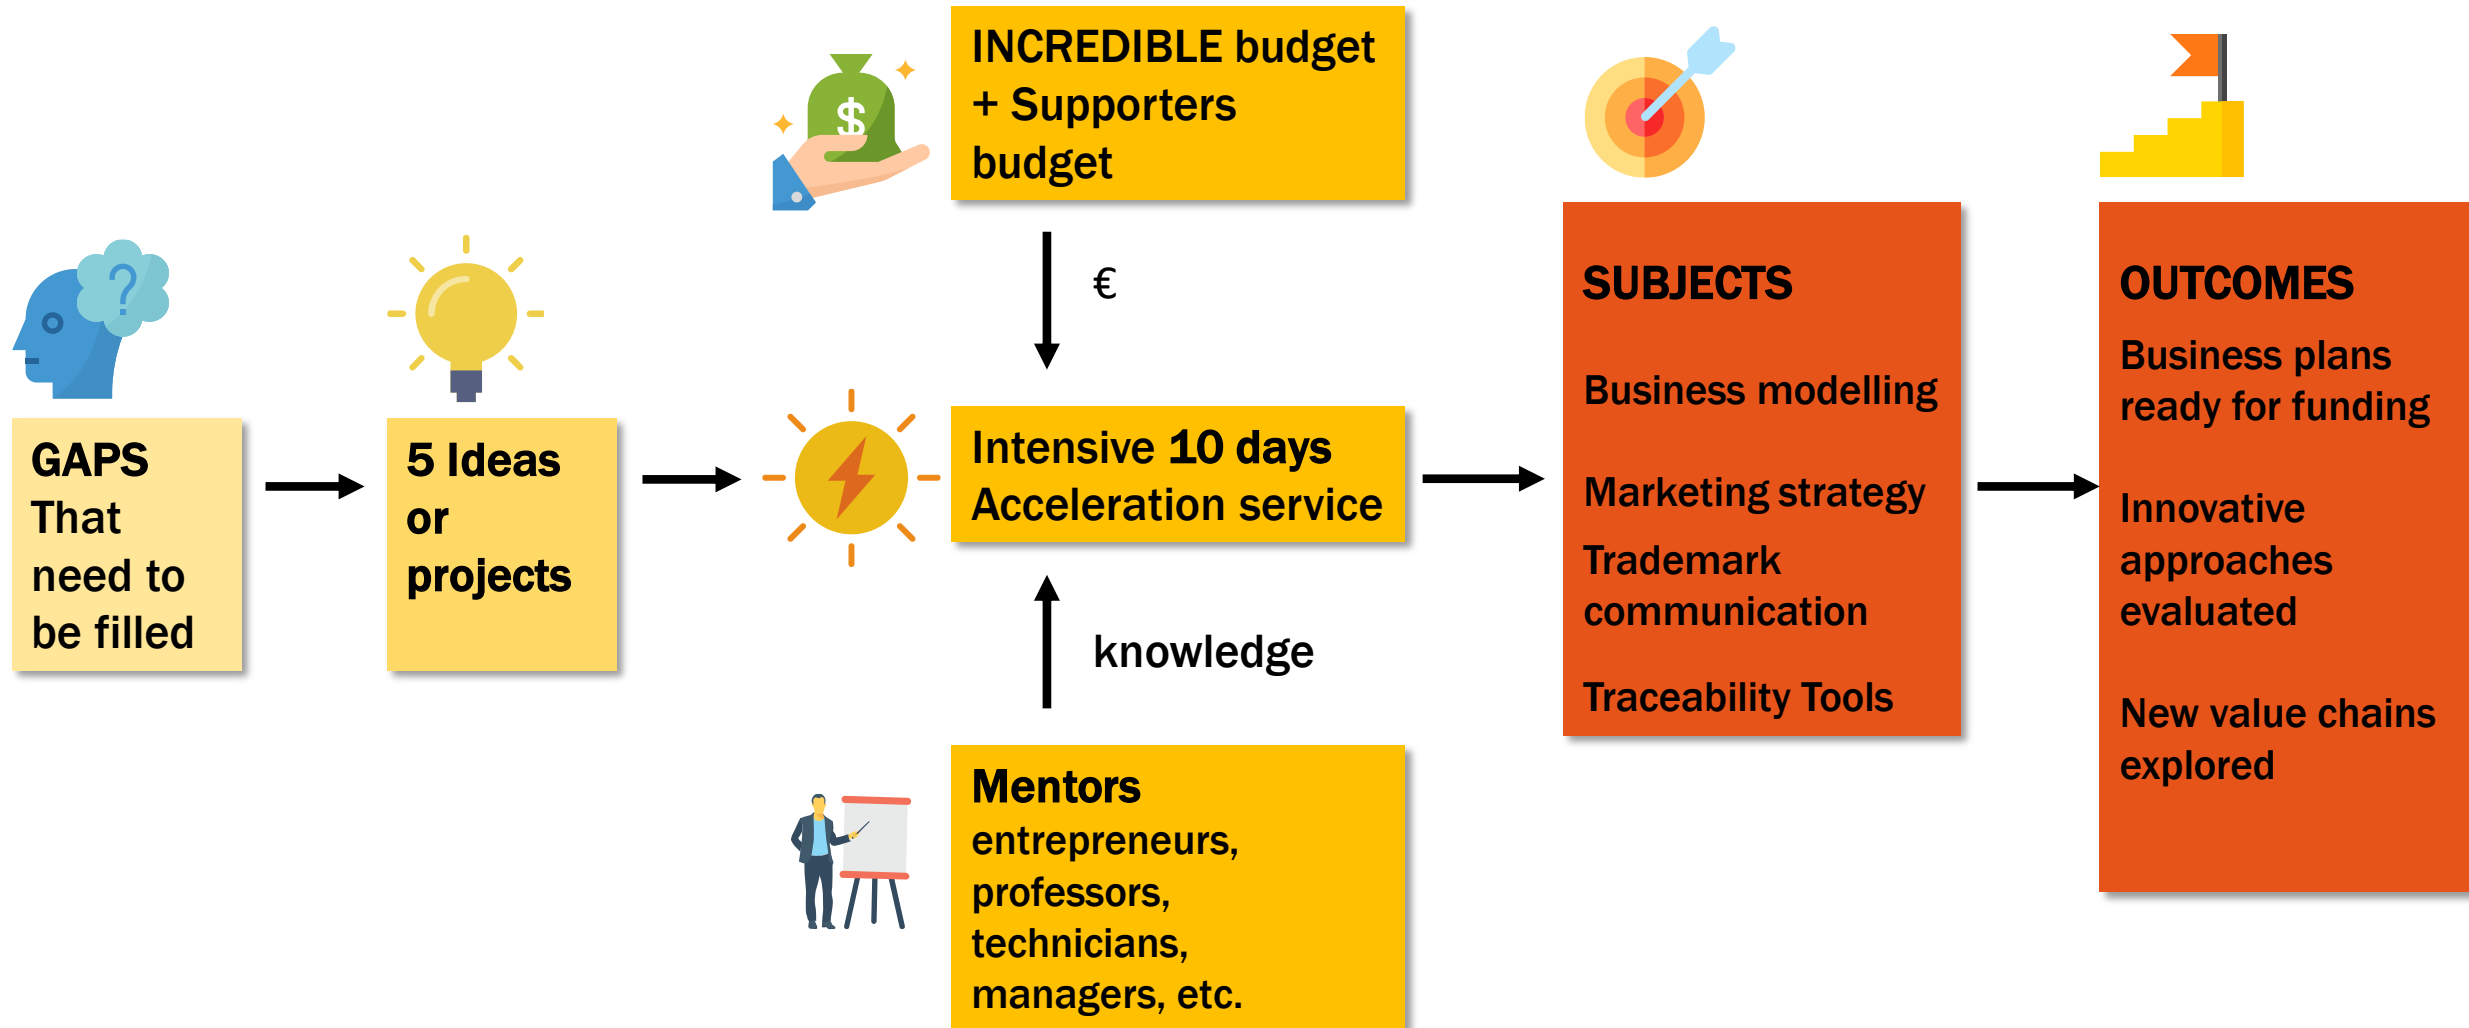 GAPS
That
need to
be filled
5 Ideas
or
projects
$
INCREDIBLE budget
+ Supporters
budget
€
Intensive 10 days
Acceleration service
knowledge
Mentors
entrepreneurs,
professors,
technicians,
managers, etc.
SUBJECTS
Business modelling
Marketing strategy
Trademark
communication
Traceability Tools
OUTCOMES
Business plans
ready for funding
Innovative
approaches
evaluated
New value chains
explored
?